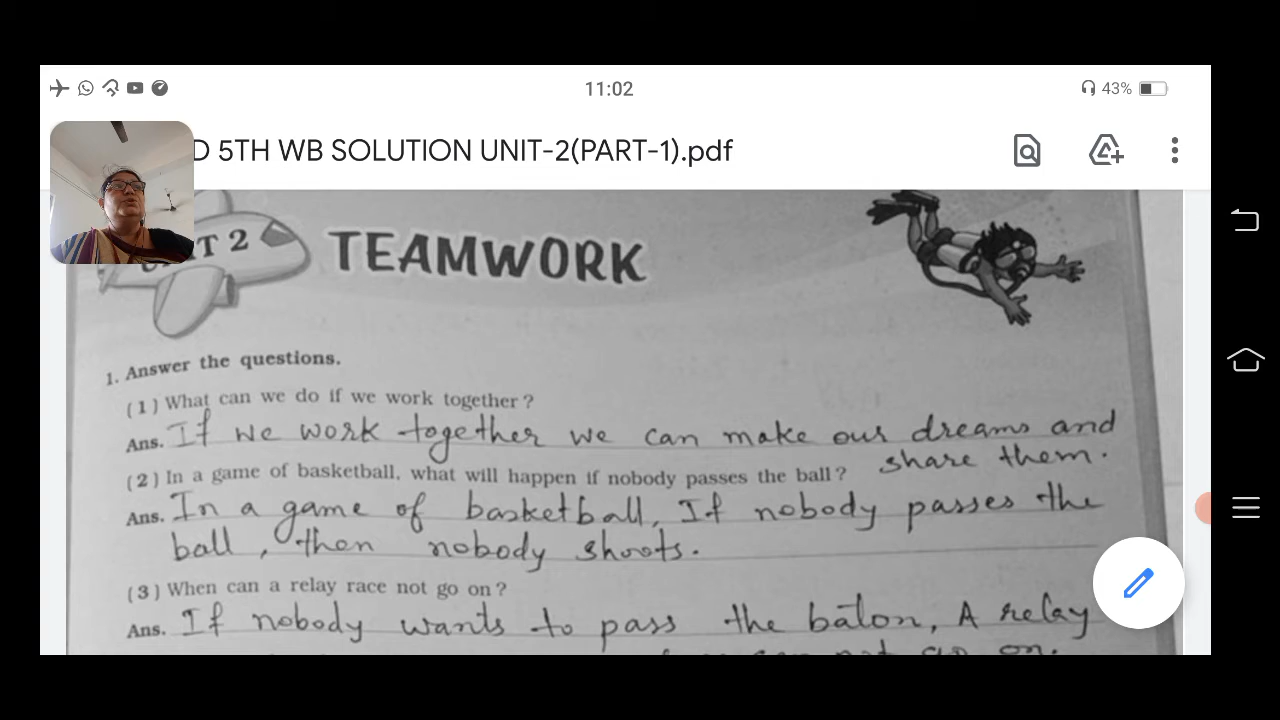 11:02
43%
D 5TH WB SOLUTION UNIT-2(PART-1).pdf
T 2
TEAMWORK
1. Answer the questions.
(1) What can we do if we work together?
Ans. If we work together we can make our dreams and
share them.
(2) In a game of basketball, what will happen if nobody passes the ball?
Ans. In a game of basketball, If nobody passes the
ball, then nobody shoots.
(3) When can a relay race not go on?
Ans. If nobody wants to pass the baton, A relay
not go on.